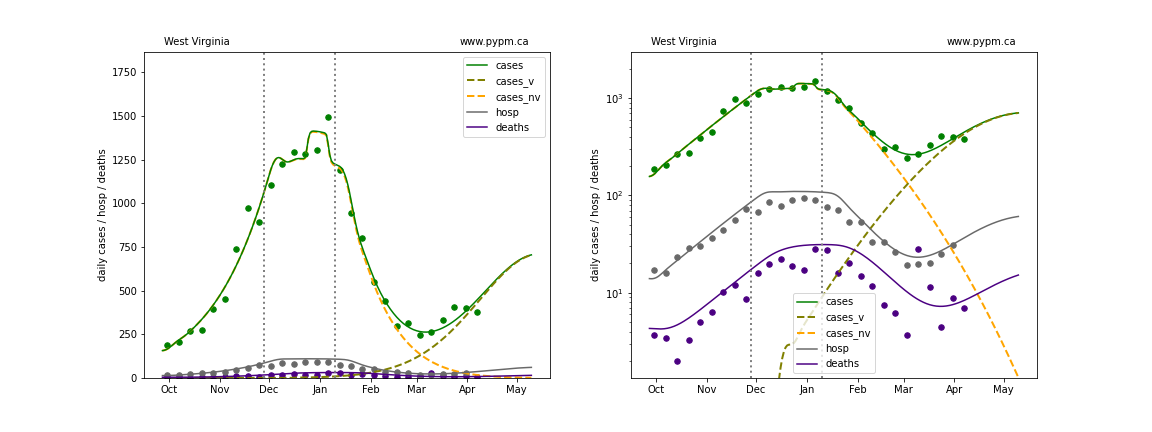 West Virginia www.pypm.ca
daily cases / hosp / deaths
1750
1500
1250
1000
750
500
250
0
Oct Nov Dec Jan Feb Mar Apr May
cases
cases_v
cases_nv
hosp
deaths
West Virginia www.pypm.ca
daily cases / hosp / deaths
10³
10²
10¹
Oct Nov Dec Jan Feb Mar Apr May
cases
cases_v
cases_nv
hosp
deaths